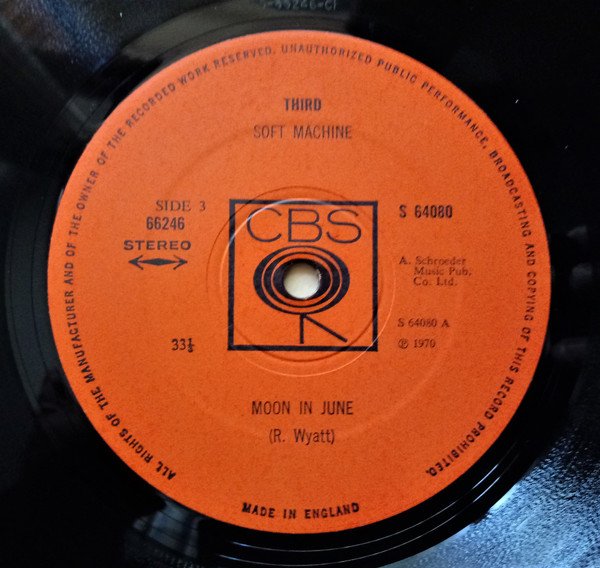 ALL RIGHTS OF THE MANUFACTURER AND OF THE OWNER OF THE RECORDED WORK RESERVED. UNAUTHORIZED PUBLIC PERFORMANCE, BROADCASTING AND COPYING OF THIS RECORD PROHIBITED.
THIRD
SOFT MACHINE
SIDE 3
66246
STEREO
CBS
S 64080
A. Schroeder
Music Pub.
Co. Ltd.
33⅓
S 64080 A
℗ 1970
MOON IN JUNE
(R. Wyatt)
MADE IN ENGLAND